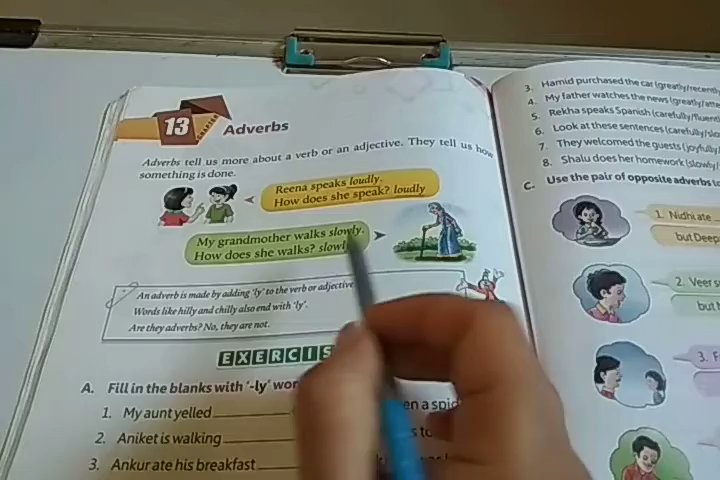 13
CHAPTER
Adverbs
Adverbs tell us more about a verb or an adjective. They tell us how
something is done.
Reena speaks loudly.
How does she speak? loudly
My grandmother walks slowly.
How does she walks? slowly
An adverb is made by adding 'ly' to the verb or adjective
Words like hilly and chilly also end with 'ly'.
Are they adverbs? No, they are not.
EXERCIS
A. Fill in the blanks with '-ly'
1. My aunt yelled
2. Aniket is walking
3. Ankur ate his breakfast
3. Hamid purchased the car (greatly/recently
4. My father watches the news (greatly/
5. Rekha speaks Spanish (carefully/
6. Look at these sentences (carefully/
7. They welcomed the guests (joyfully/
8. Shalu does her homework (slowly/
C. Use the pair of opposite adverbs
1. Nidhi ate
but Deep
2. Veer
but
3.